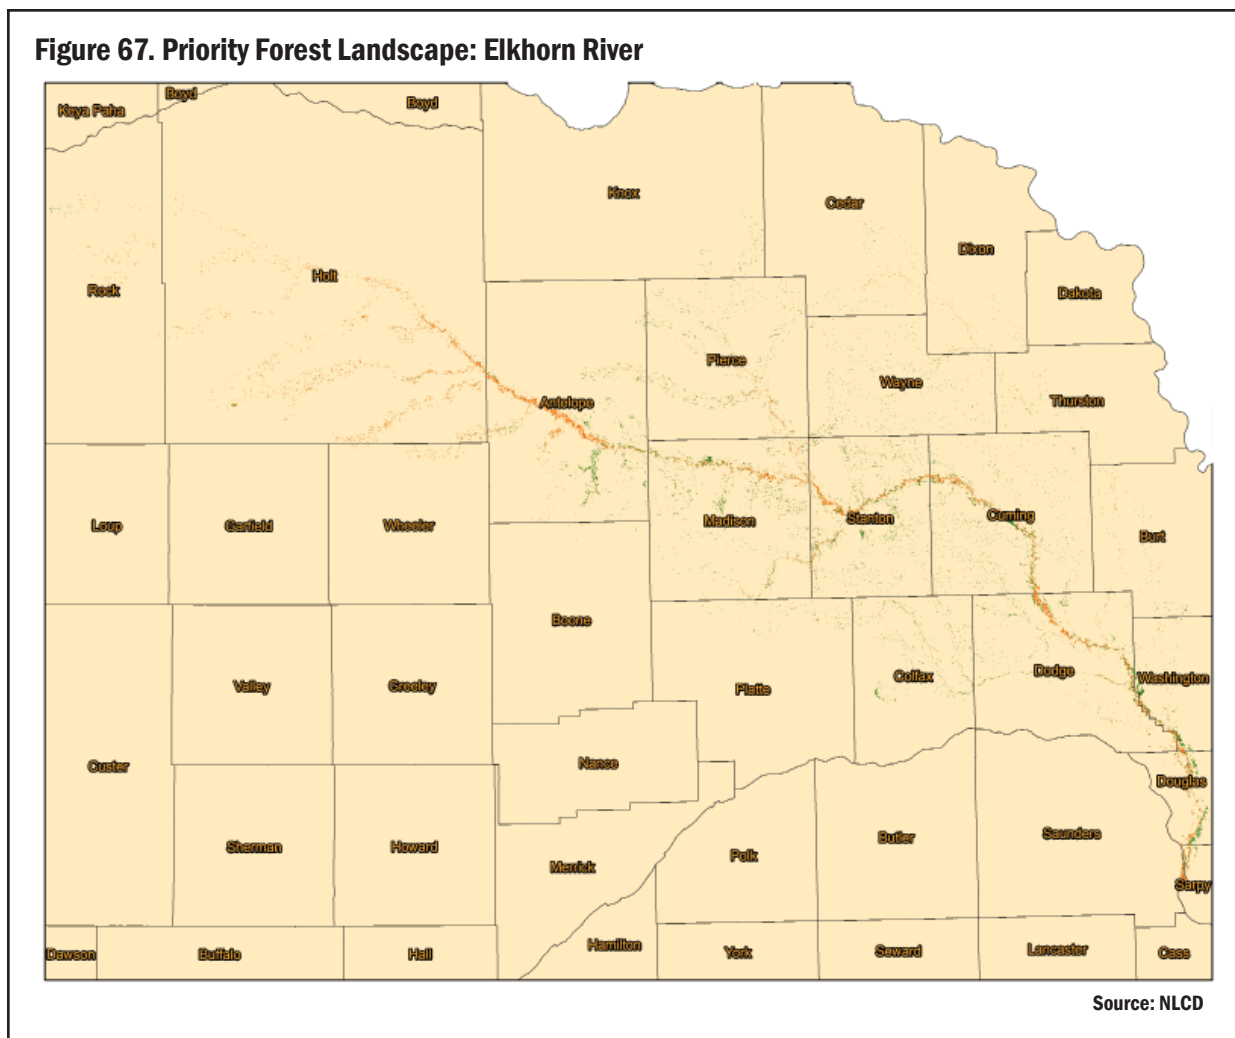 Figure 67. Priority Forest Landscape: Elkhorn River
Keya Paha
Boyd
Boyd
Knox
Cedar
Dixon
Dakota
Rock
Holt
Pierce
Wayne
Thurston
Antelope
Loup
Garfield
Wheeler
Madison
Stanton
Cuming
Burt
Boone
Valley
Greeley
Platte
Colfax
Dodge
Washington
Custer
Nance
Douglas
Sherman
Howard
Merrick
Polk
Butler
Saunders
Sarpy
Dawson
Buffalo
Hall
Hamilton
York
Seward
Lancaster
Cass
Source: NLCD